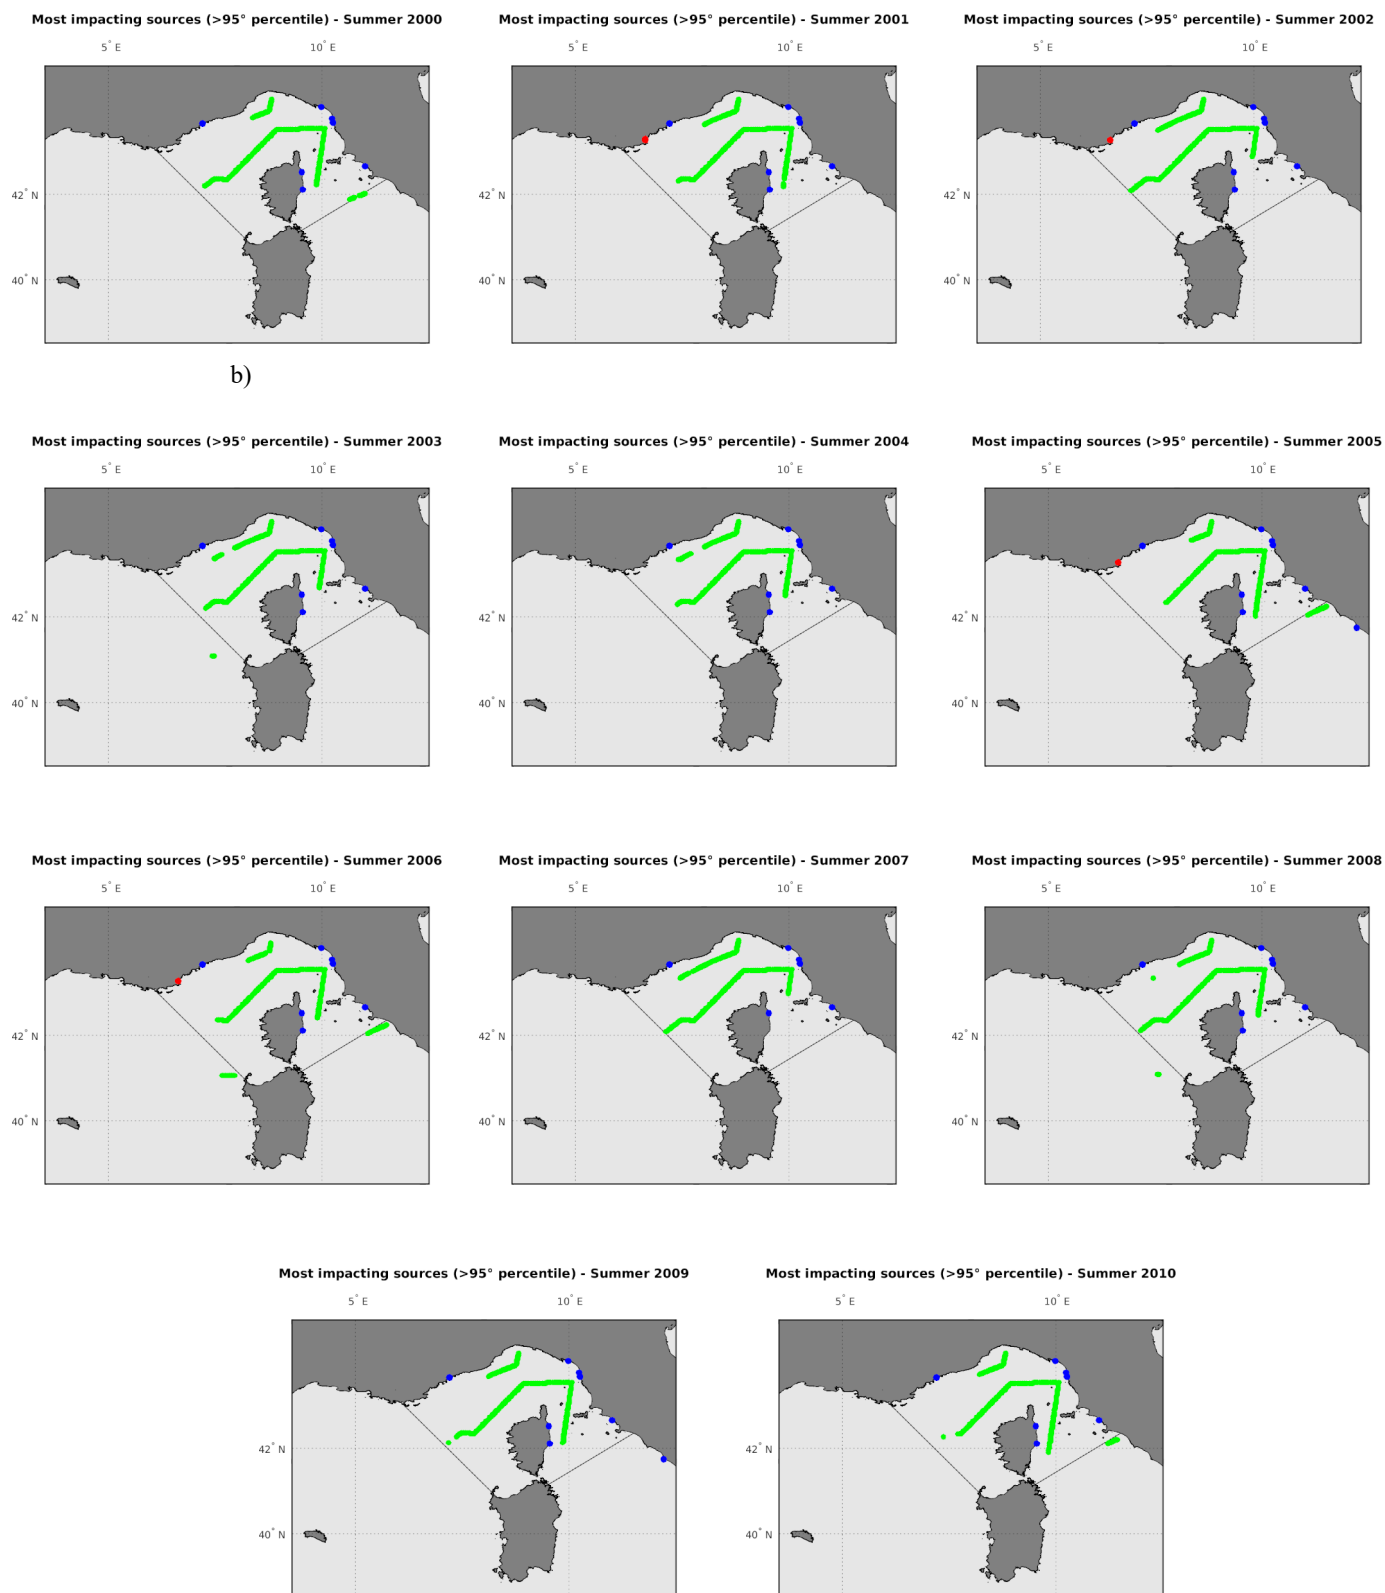 Most impacting sources (>95° percentile) - Summer 2000
5° E 10° E
42° N
40° N
Most impacting sources (>95° percentile) - Summer 2001
5° E 10° E
42° N
40° N
Most impacting sources (>95° percentile) - Summer 2002
5° E 10° E
42° N
40° N
b)
Most impacting sources (>95° percentile) - Summer 2003
5° E 10° E
42° N
40° N
Most impacting sources (>95° percentile) - Summer 2004
5° E 10° E
42° N
40° N
Most impacting sources (>95° percentile) - Summer 2005
5° E 10° E
42° N
40° N
Most impacting sources (>95° percentile) - Summer 2006
5° E 10° E
42° N
40° N
Most impacting sources (>95° percentile) - Summer 2007
5° E 10° E
42° N
40° N
Most impacting sources (>95° percentile) - Summer 2008
5° E 10° E
42° N
40° N
Most impacting sources (>95° percentile) - Summer 2009
5° E 10° E
42° N
40° N
Most impacting sources (>95° percentile) - Summer 2010
5° E 10° E
42° N
40° N